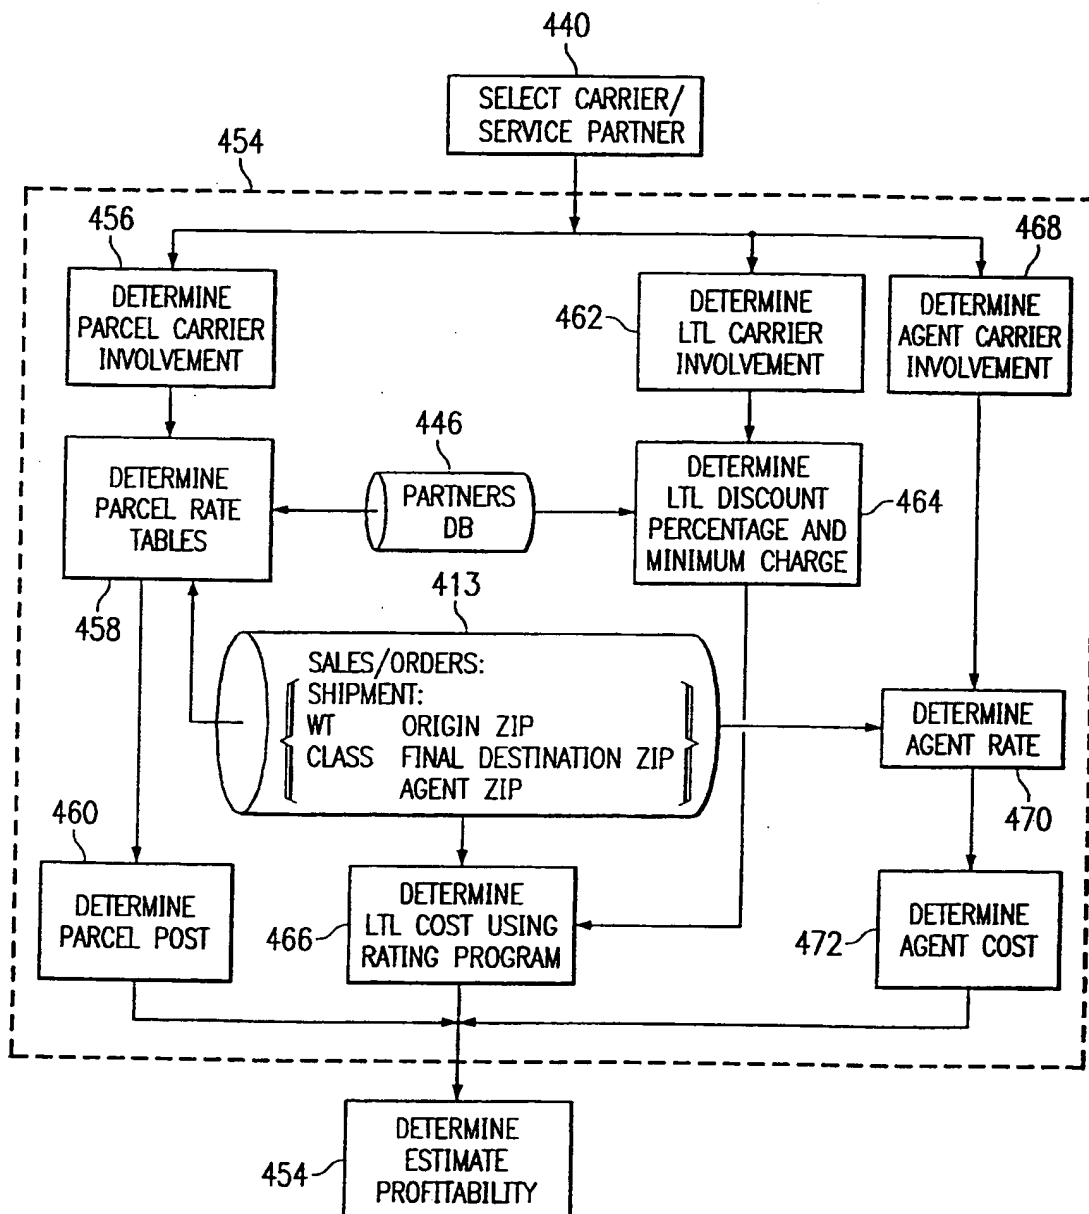 440
SELECT CARRIER/
SERVICE PARTNER
454
456
DETERMINE
PARCEL CARRIER
INVOLVEMENT
462
DETERMINE
LTL CARRIER
INVOLVEMENT
468
DETERMINE
AGENT CARRIER
INVOLVEMENT
446
PARTNERS
DB
DETERMINE
PARCEL RATE
TABLES
458
DETERMINE
LTL DISCOUNT
PERCENTAGE AND
MINIMUM CHARGE
464
413
SALES/ORDERS:
SHIPMENT:
WT ORIGIN ZIP
CLASS FINAL DESTINATION ZIP
AGENT ZIP
DETERMINE
AGENT RATE
470
460
DETERMINE
PARCEL POST
466
DETERMINE
LTL COST USING
RATING PROGRAM
472
DETERMINE
AGENT COST
454
DETERMINE
ESTIMATE
PROFITABILITY